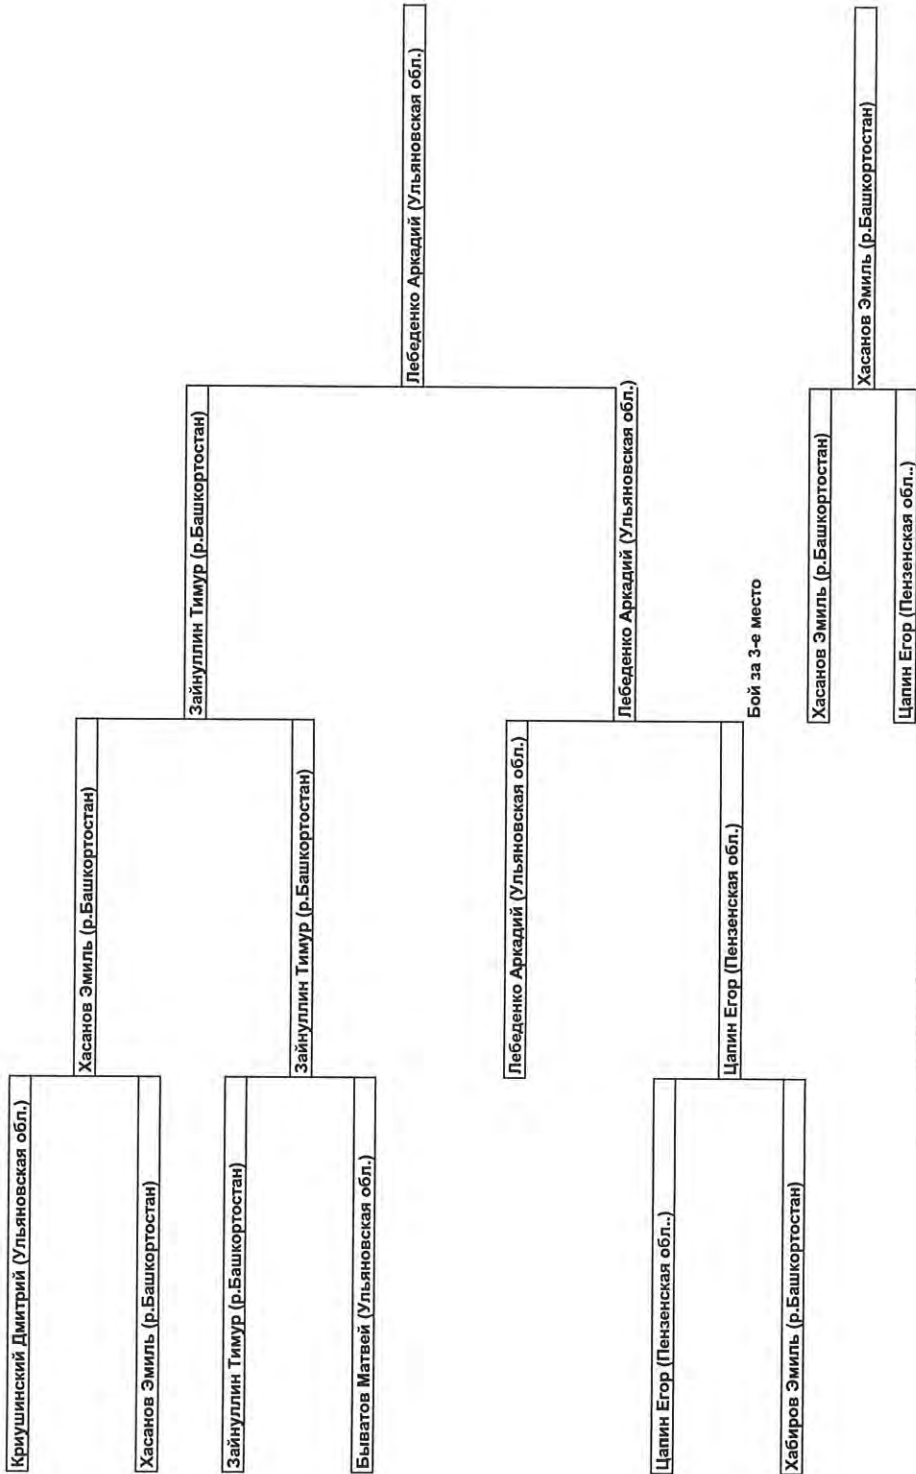 Криушинский Дмитрий (Ульяновская обл.)
Хасанов Эмиль (р.Башкортостан)
Хасанов Эмиль (р.Башкортостан)
Зайнуллин Тимур (р.Башкортостан)
Зайнуллин Тимур (р.Башкортостан)
Зайнуллин Тимур (р.Башкортостан)
Быватов Матвей (Ульяновская обл.)
Лебеденко Аркадий (Ульяновская обл.)
Лебеденко Аркадий (Ульяновская обл.)
Лебеденко Аркадий (Ульяновская обл.)
Цапин Егор (Пензенская обл..)
Цапин Егор (Пензенская обл.)
Хабиров Эмиль (р.Башкортостан)
Бой за 3-е место
Хасанов Эмиль (р.Башкортостан)
Хасанов Эмиль (р.Башкортостан)
Цапин Егор (Пензенская обл..)